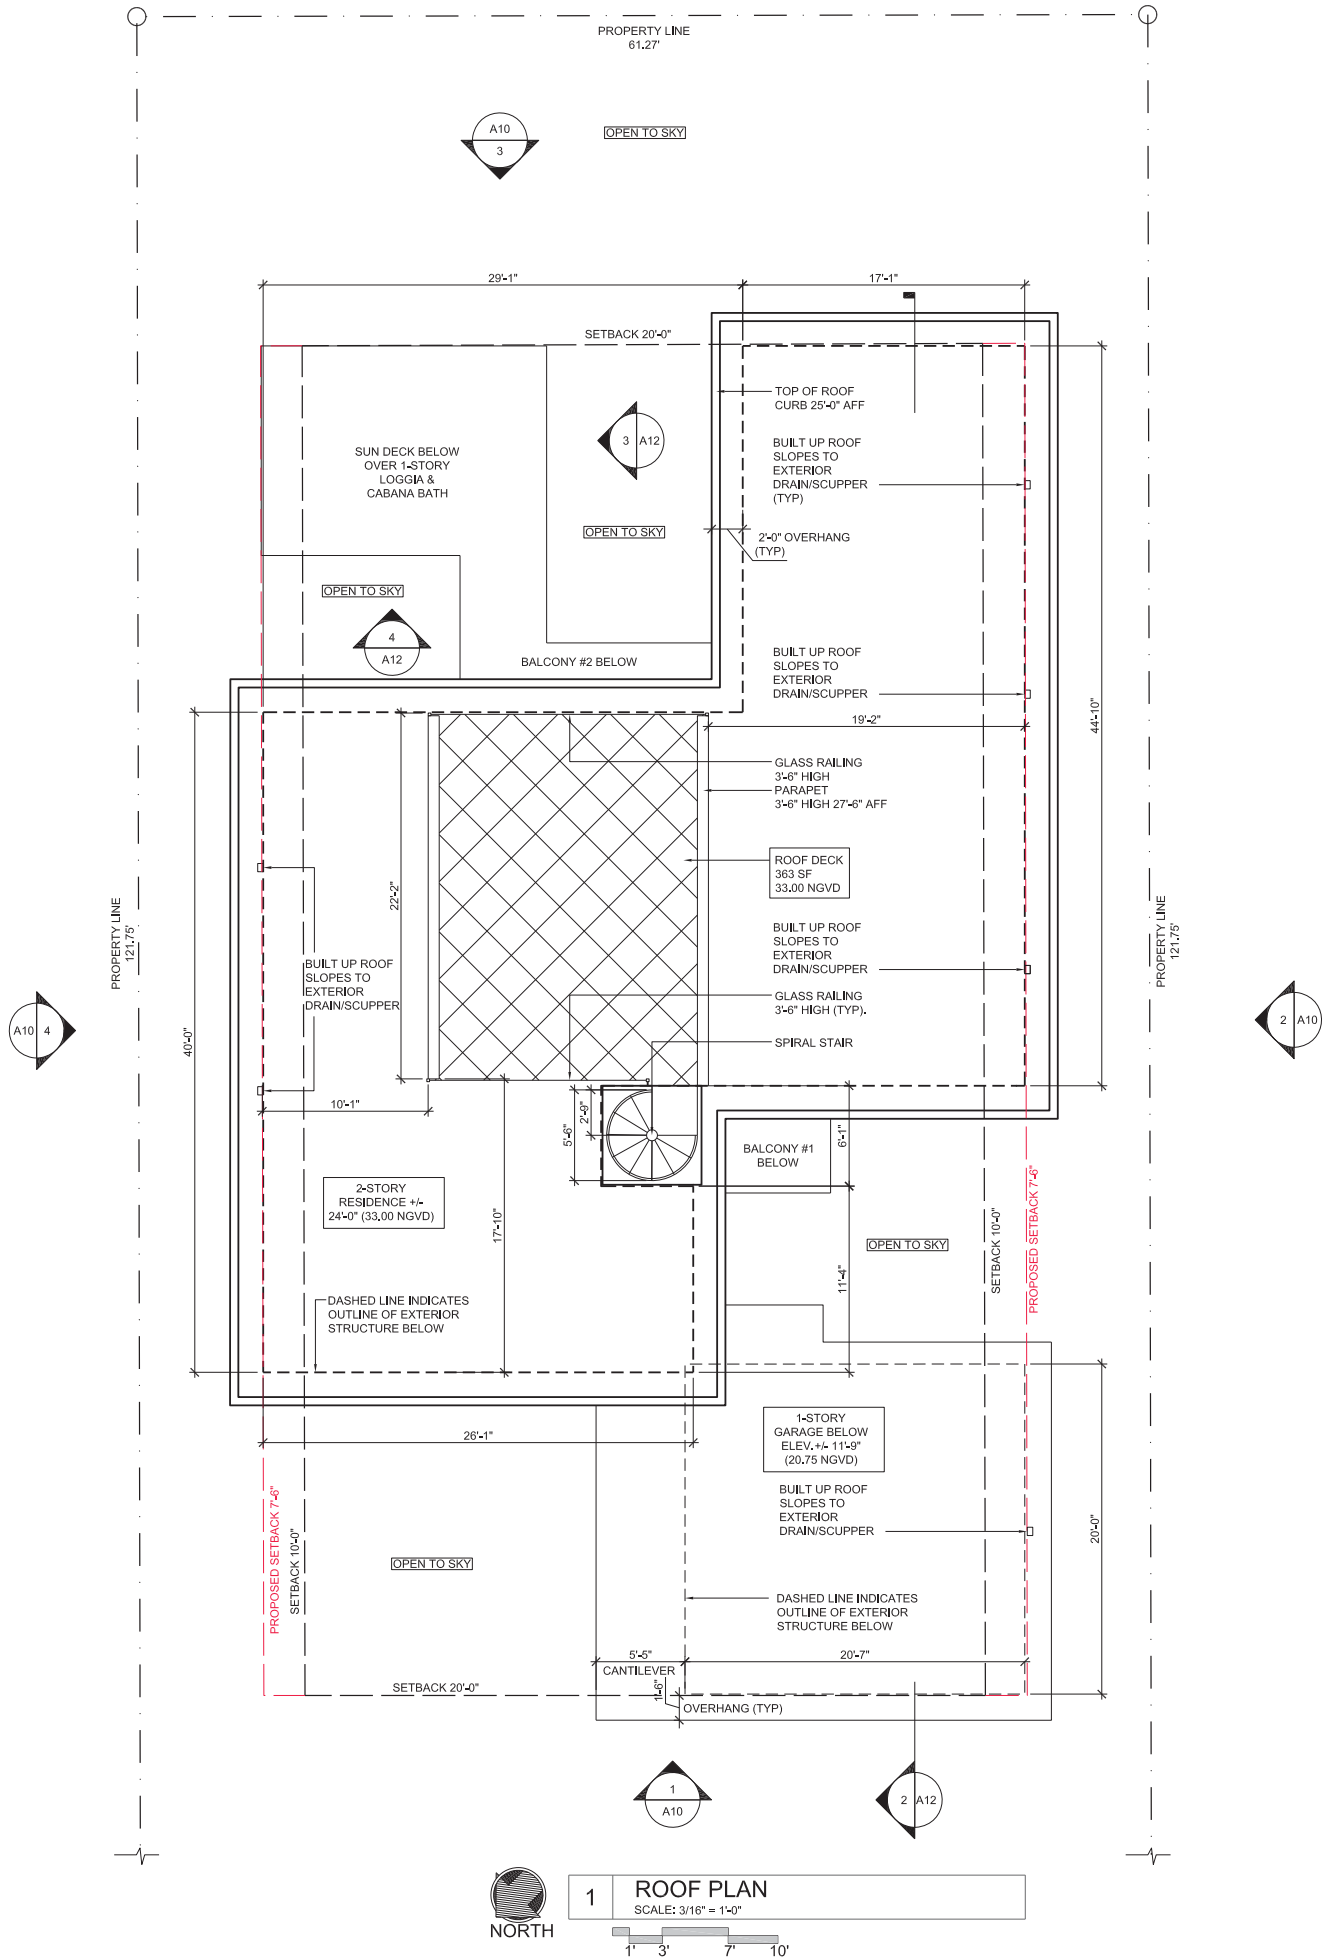 PROPERTY LINE
61.27'
A10
3
OPEN TO SKY
29'-1"
17'-1"
SETBACK 20'-0"
TOP OF ROOF
CURB 25'-0" AFF
3 A12
SUN DECK BELOW
OVER 1-STORY
LOGGIA &
CABANA BATH
BUILT UP ROOF
SLOPES TO
EXTERIOR
DRAIN/SCUPPER
(TYP)
OPEN TO SKY
2'-0" OVERHANG
(TYP)
OPEN TO SKY
4
A12
BALCONY #2 BELOW
BUILT UP ROOF
SLOPES TO
EXTERIOR
DRAIN/SCUPPER
19'-2"
44'-10"
GLASS RAILING
3'-6" HIGH
PARAPET
3'-6" HIGH 27'-6" AFF
ROOF DECK
363 SF
33.00 NGVD
22'-2"
PROPERTY LINE
121.75'
PROPERTY LINE
121.75'
BUILT UP ROOF
SLOPES TO
EXTERIOR
DRAIN/SCUPPER
BUILT UP ROOF
SLOPES TO
EXTERIOR
DRAIN/SCUPPER
GLASS RAILING
3'-6" HIGH (TYP).
A10 4
2 A10
40'-0"
SPIRAL STAIR
10'-1"
5'-6"
2'-9"
6'-1"
BALCONY #1
BELOW
2-STORY
RESIDENCE +/-
24'-0" (33.00 NGVD)
17'-10"
OPEN TO SKY
SETBACK 10'-0"
PROPOSED SETBACK 7'-6"
11'-4"
DASHED LINE INDICATES
OUTLINE OF EXTERIOR
STRUCTURE BELOW
26'-1"
1-STORY
GARAGE BELOW
ELEV.+/- 11'-9"
(20.75 NGVD)
BUILT UP ROOF
SLOPES TO
EXTERIOR
DRAIN/SCUPPER
20'-0"
PROPOSED SETBACK 7'-6"
SETBACK 10'-0"
OPEN TO SKY
DASHED LINE INDICATES
OUTLINE OF EXTERIOR
STRUCTURE BELOW
5'-5"
20'-7"
CANTILEVER
SETBACK 20'-0"
1'-6"
OVERHANG (TYP)
1
A10
2 A12
NORTH
1
ROOF PLAN
SCALE: 3/16" = 1'-0"
1' 3' 7' 10'